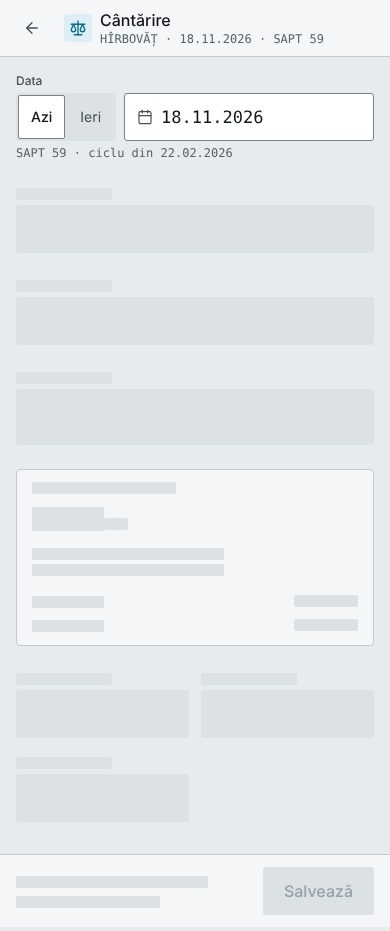 Cântărire
HÎRBOVĂȚ · 18.11.2026 · SAPT 59
Data
Azi
Ieri
18.11.2026
SAPT 59 · ciclu din 22.02.2026
Salvează